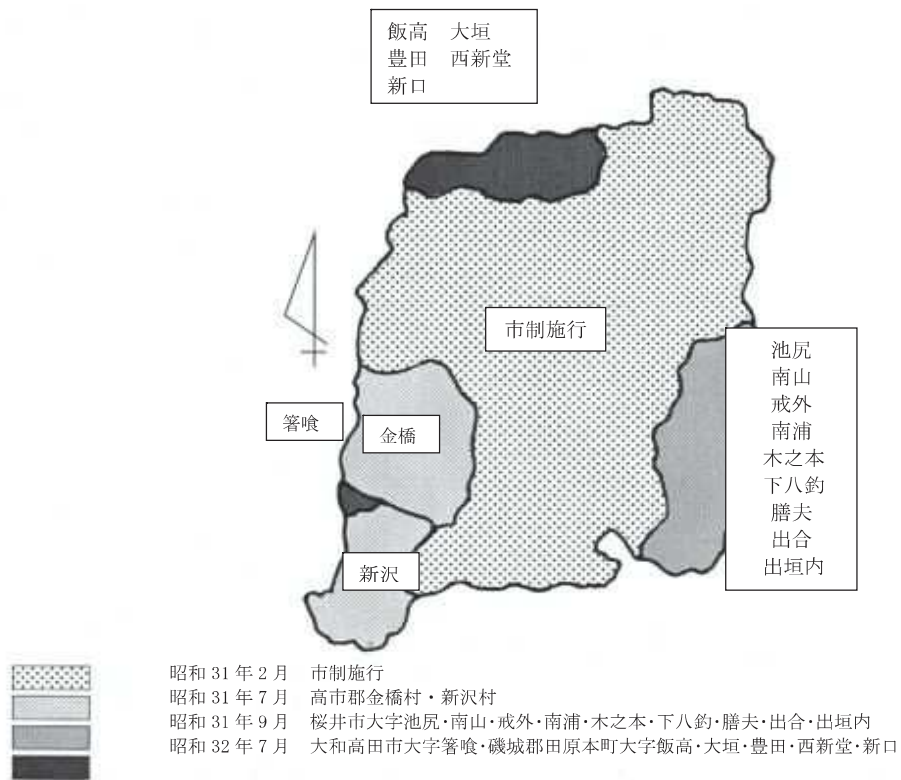 飯高　大垣
豊田　西新堂
新口
市制施行
池尻
南山
戒外
南浦
木之本
下八釣
膳夫
出合
出垣内
箸喰
金橋
新沢
昭和 31 年 2 月　市制施行
昭和 31 年 7 月　高市郡金橋村・新沢村
昭和 31 年 9 月　桜井市大字池尻・南山・戒外・南浦・木之本・下八釣・膳夫・出合・出垣内
昭和 32 年 7 月　大和高田市大字箸喰・磯城郡田原本町大字飯高・大垣・豊田・西新堂・新口